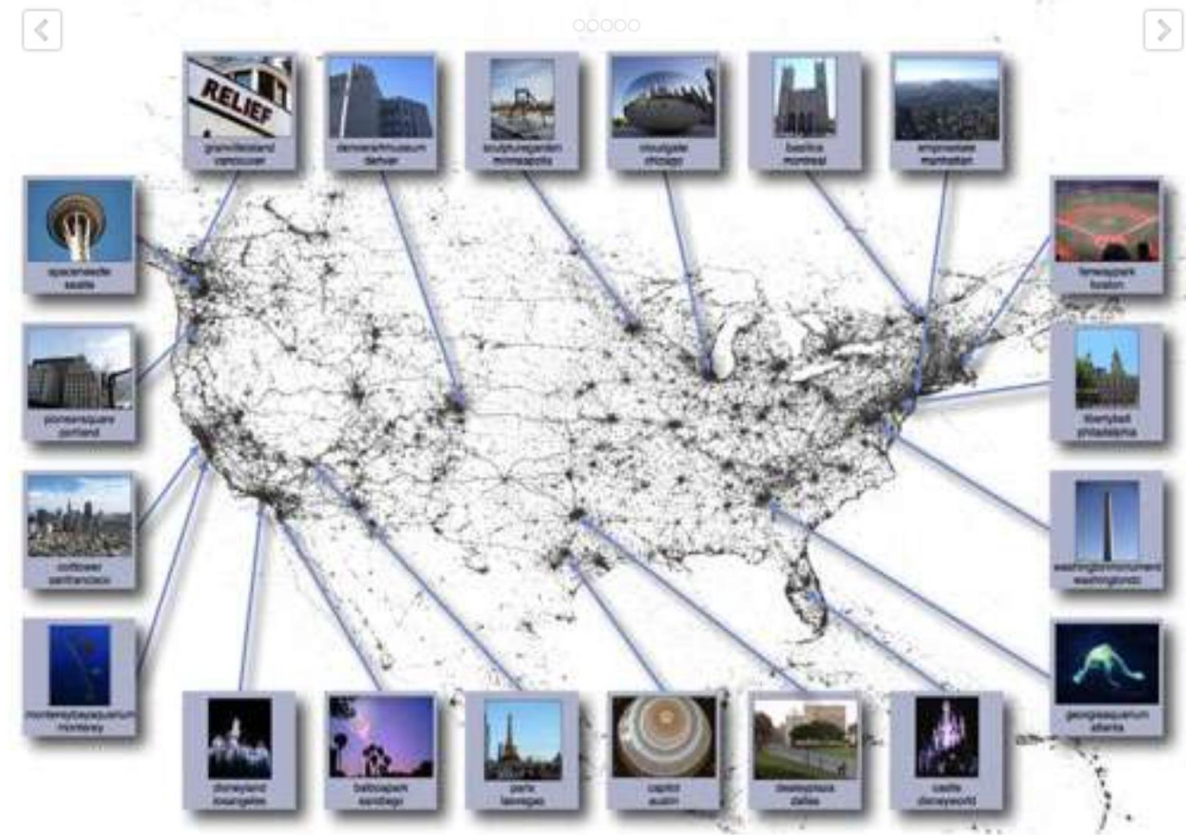 RELIEF
granvilleisland
vancouver
denverartmuseum
denver
sculpturegarden
minneapolis
cloudgate
chicago
basilica
montreal
empirestate
manhattan
spaceneedle
seattle
fenwaypark
boston
pioneersquare
portland
libertybell
philadelphia
coittower
sanfrancisco
washingtonmonument
washingtondc
montereybayaquarium
monterey
georgiaaquarium
atlanta
disneyland
losangeles
balboapark
sandiego
paris
lasvegas
capitol
austin
dealeyplaza
dallas
castle
disneyworld